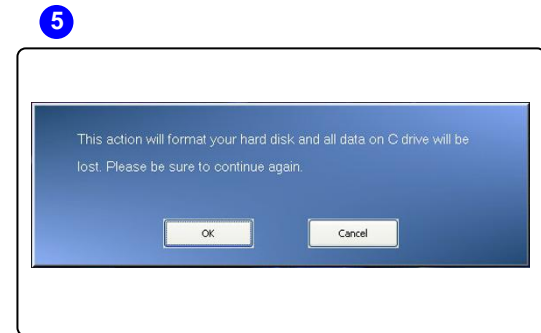 5
This action will format your hard disk and all data on C drive will be
lost. Please be sure to continue again.
OK Cancel